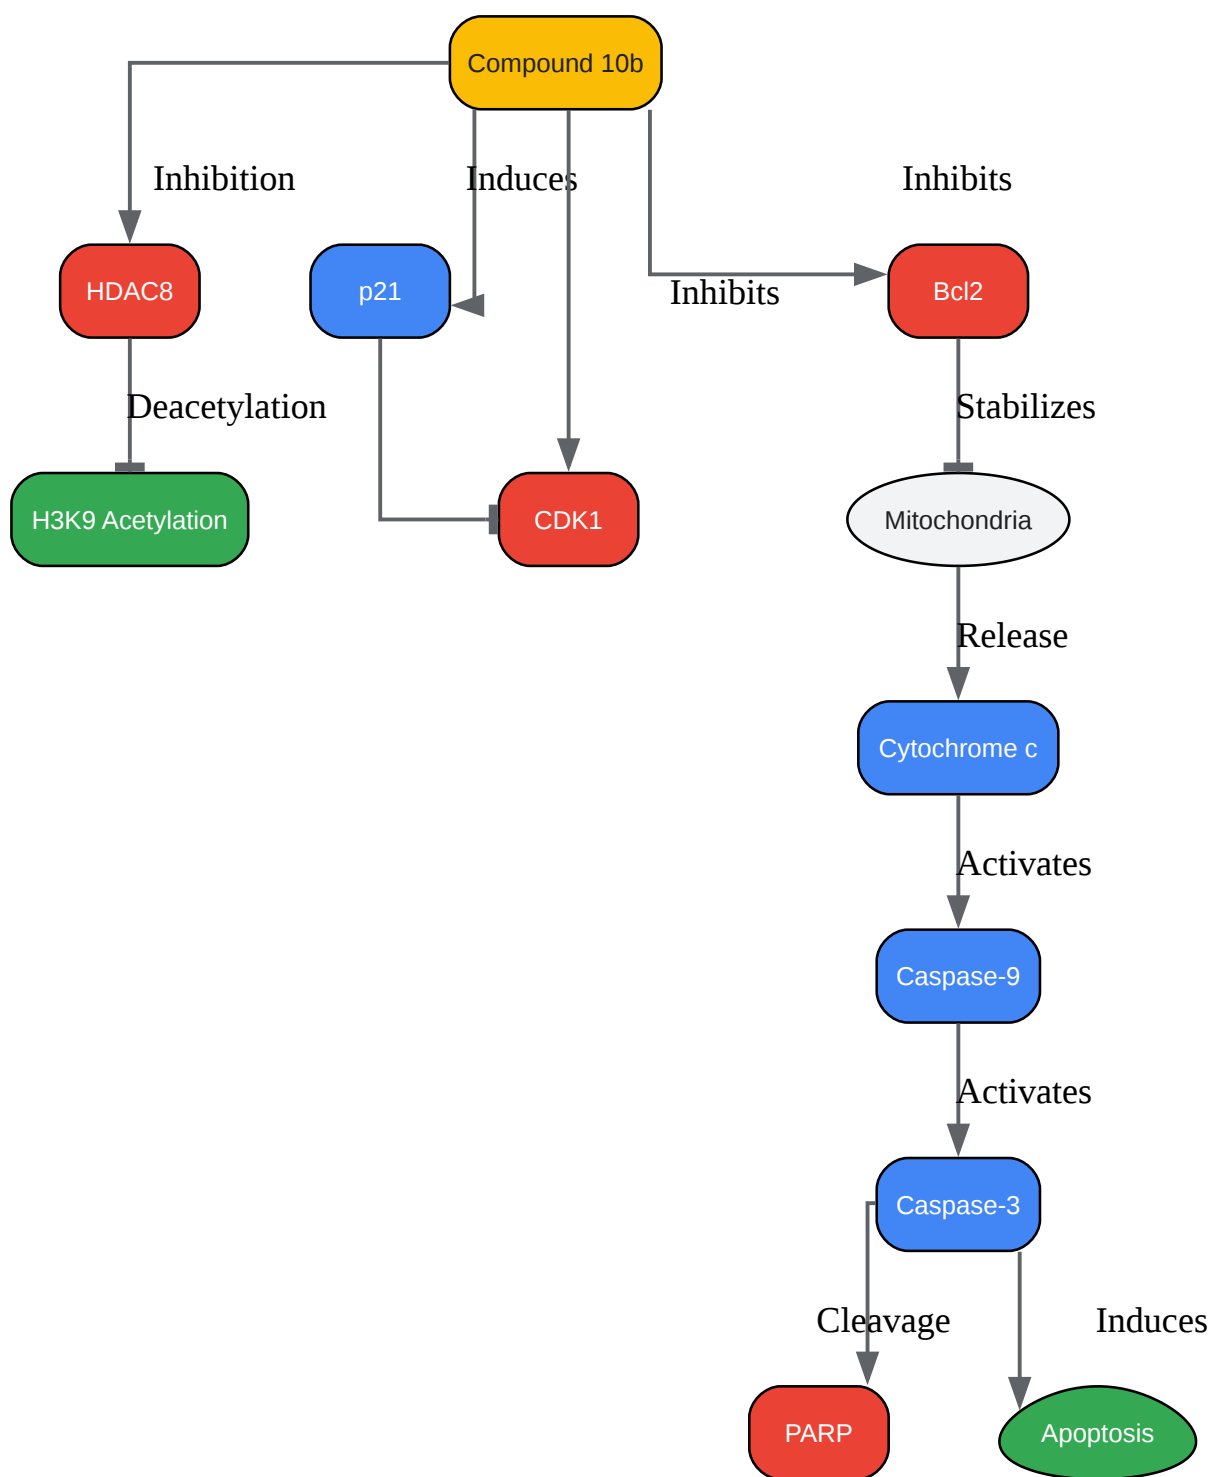 Compound 10b
Inhibition
Induces
Inhibits
HDAC8
p21
Inhibits
Bcl2
Deacetylation
Stabilizes
H3K9 Acetylation
CDK1
Mitochondria
Release
Cytochrome c
Activates
Caspase-9
Activates
Caspase-3
Cleavage
Induces
PARP
Apoptosis